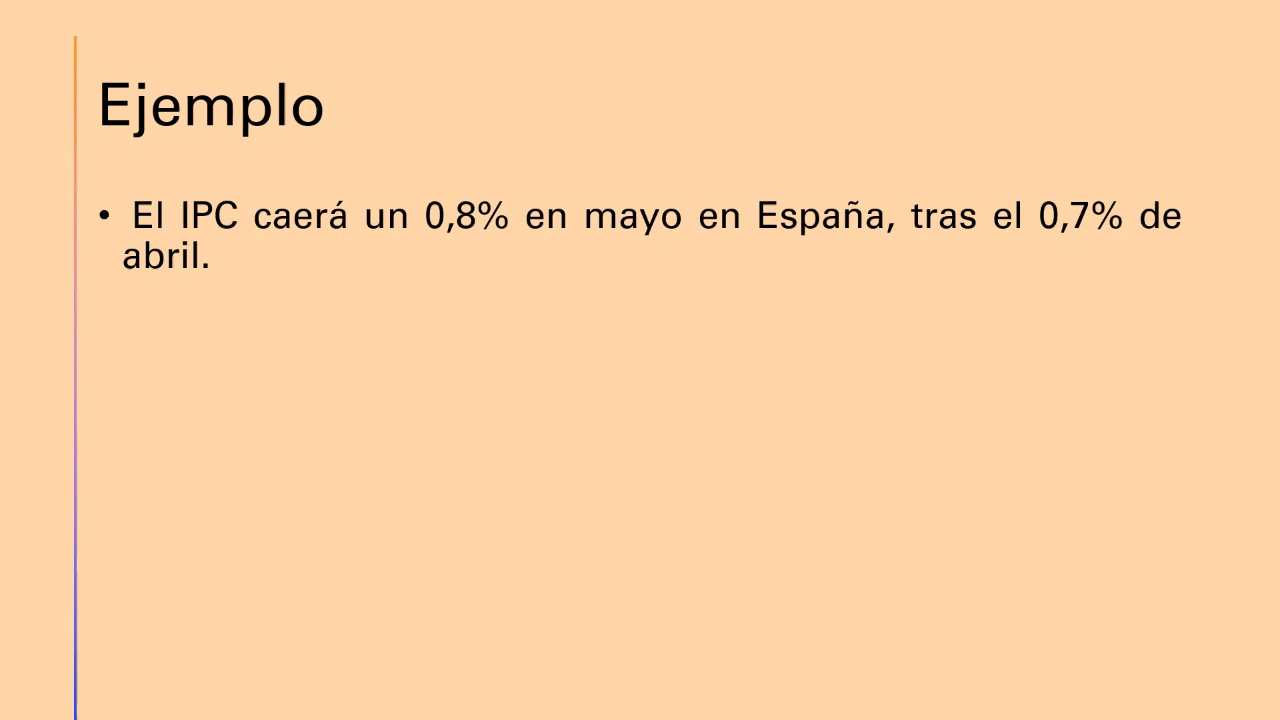 Ejemplo
• El IPC caerá un 0,8% en mayo en España, tras el 0,7% de
abril.